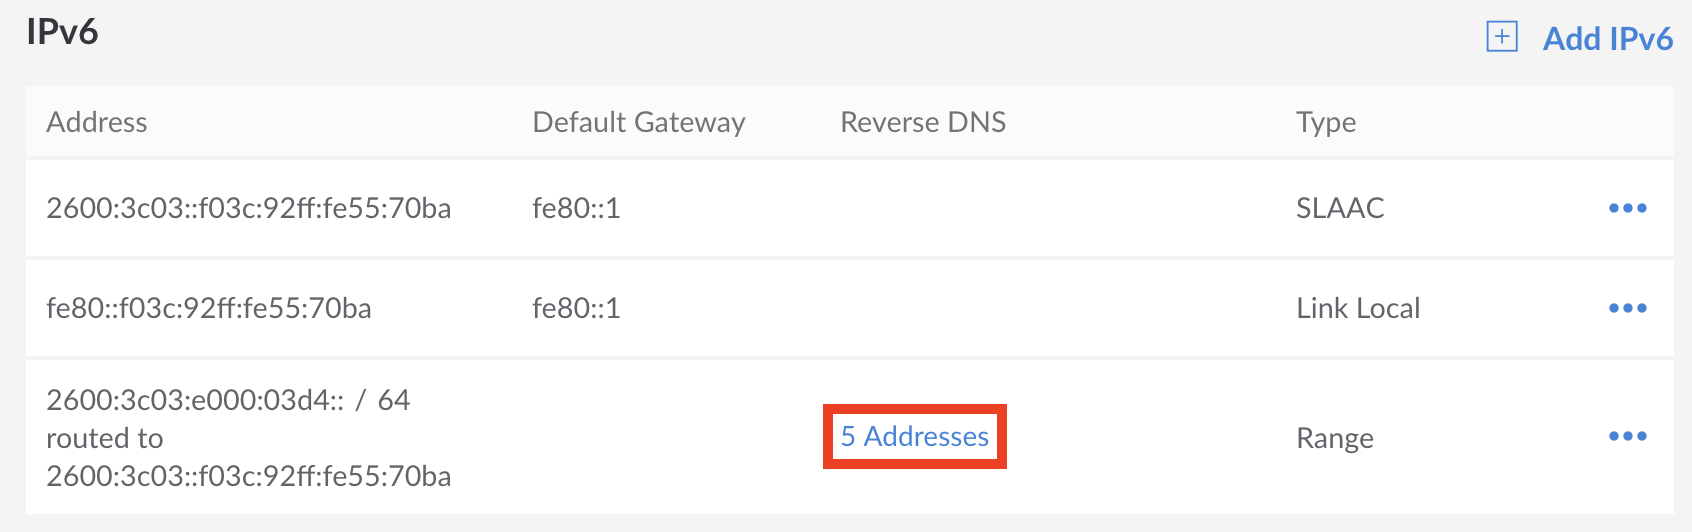 IPv6
Add IPv6
Address Default Gateway Reverse DNS Type
2600:3c03::f03c:92ff:fe55:70ba fe80::1 SLAAC
fe80::f03c:92ff:fe55:70ba fe80::1 Link Local
2600:3c03:e000:03d4:: / 64
routed to
2600:3c03::f03c:92ff:fe55:70ba
5 Addresses
Range